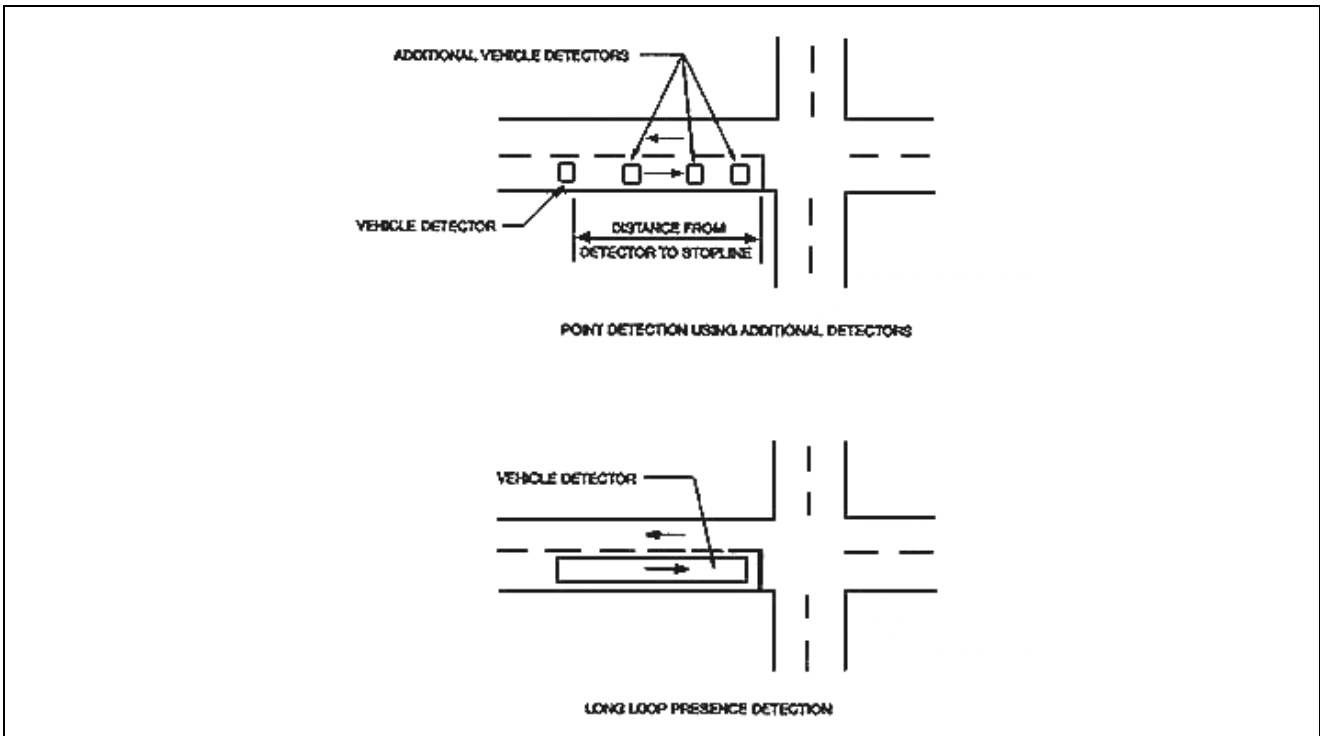 ADDITIONAL VEHICLE DETECTORS
VEHICLE DETECTOR
DISTANCE FROM
DETECTOR TO STOPLINE
POINT DETECTION USING ADDITIONAL DETECTORS
VEHICLE DETECTOR
LONG LOOP PRESENCE DETECTION